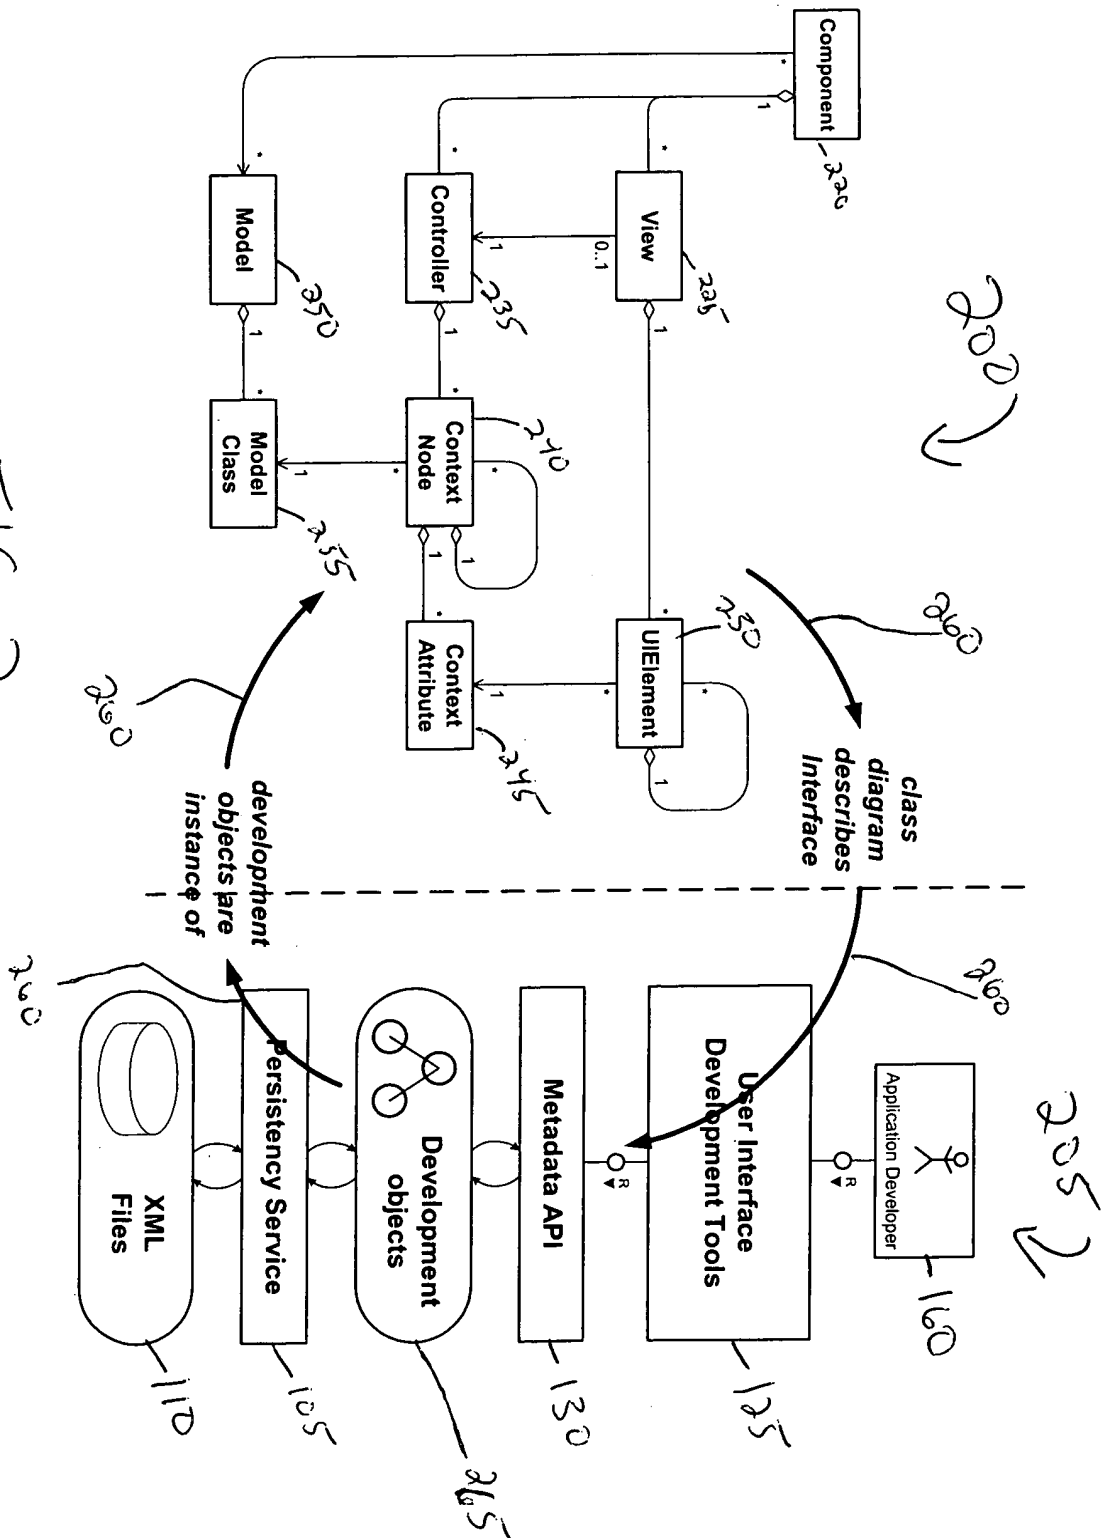 200
205
Component
220
*
1
260
260
Application Developer
160
R
class
diagram
describes
Interface
*
View
225
1
0..1
*
UIElement
230
*
1
*
User Interface
Development Tools
125
R
*
Controller
235
1
1
*
Context
Node
240
*
1
1
*
*
Context
Attribute
245
1
Metadata API
130
Development
objects
265
*
Model
250
1
*
Model
Class
255
1
260
development
objects are
instance of
260
Persistency Service
105
XML
Files
110